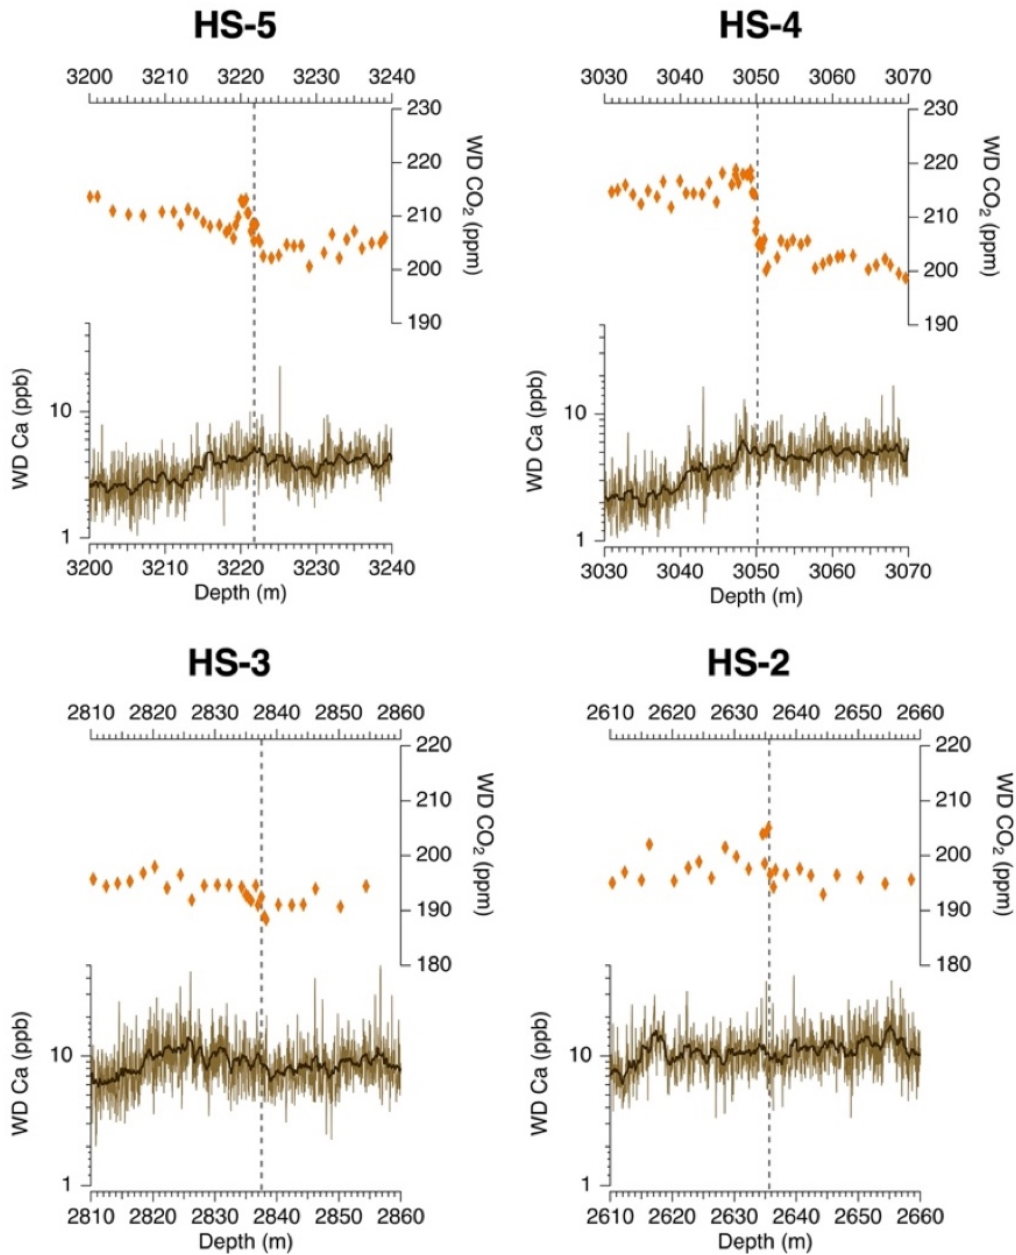 HS-5
3200 3210 3220 3230 3240
230
220
210
200
190
WD CO₂ (ppm)
WD Ca (ppb)
10
1
3200 3210 3220 3230 3240
Depth (m)
HS-4
3030 3040 3050 3060 3070
230
220
210
200
190
WD CO₂ (ppm)
WD Ca (ppb)
10
1
3030 3040 3050 3060 3070
Depth (m)
HS-3
2810 2820 2830 2840 2850 2860
220
210
200
190
180
WD CO₂ (ppm)
WD Ca (ppb)
10
1
2810 2820 2830 2840 2850 2860
Depth (m)
HS-2
2610 2620 2630 2640 2650 2660
220
210
200
190
180
WD CO₂ (ppm)
WD Ca (ppb)
10
1
2610 2620 2630 2640 2650 2660
Depth (m)